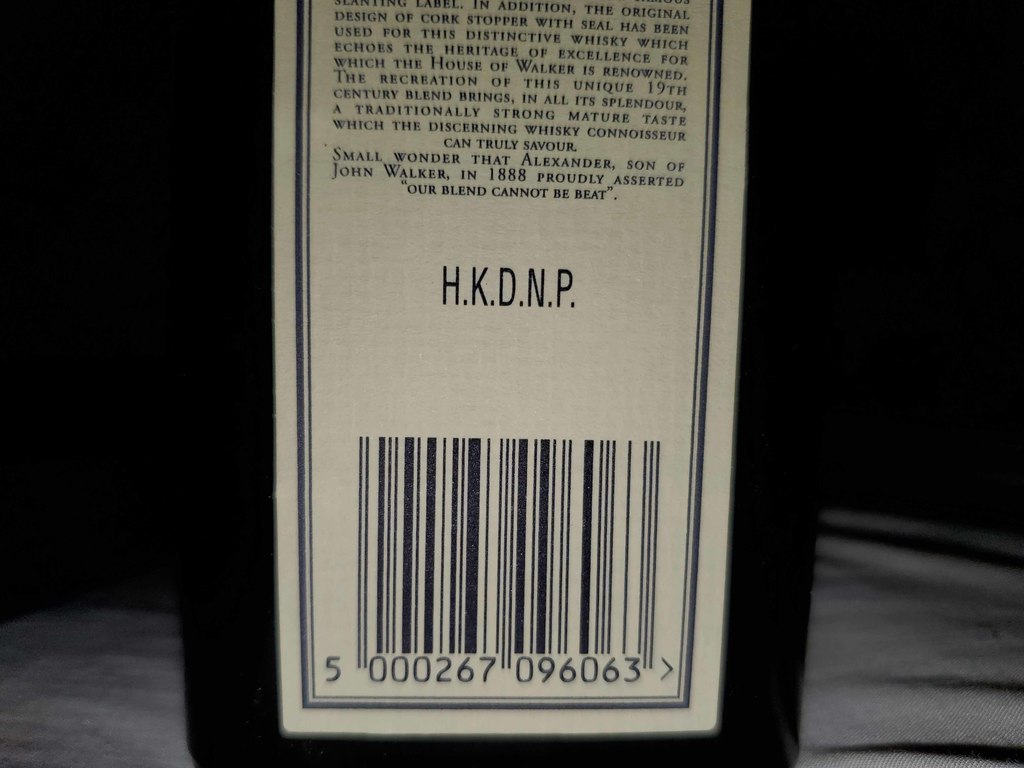 SLANTING LABEL. IN ADDITION, THE ORIGINAL
DESIGN OF CORK STOPPER WITH SEAL HAS BEEN
USED FOR THIS DISTINCTIVE WHISKY WHICH
ECHOES THE HERITAGE OF EXCELLENCE FOR
WHICH THE HOUSE OF WALKER IS RENOWNED.
THE RECREATION OF THIS UNIQUE 19TH
CENTURY BLEND BRINGS, IN ALL ITS SPLENDOUR,
A TRADITIONALLY STRONG MATURE TASTE
WHICH THE DISCERNING WHISKY CONNOISSEUR
CAN TRULY SAVOUR.
SMALL WONDER THAT ALEXANDER, SON OF
JOHN WALKER, IN 1888 PROUDLY ASSERTED
“OUR BLEND CANNOT BE BEAT”.
H.K.D.N.P.
5 000267 096063 >